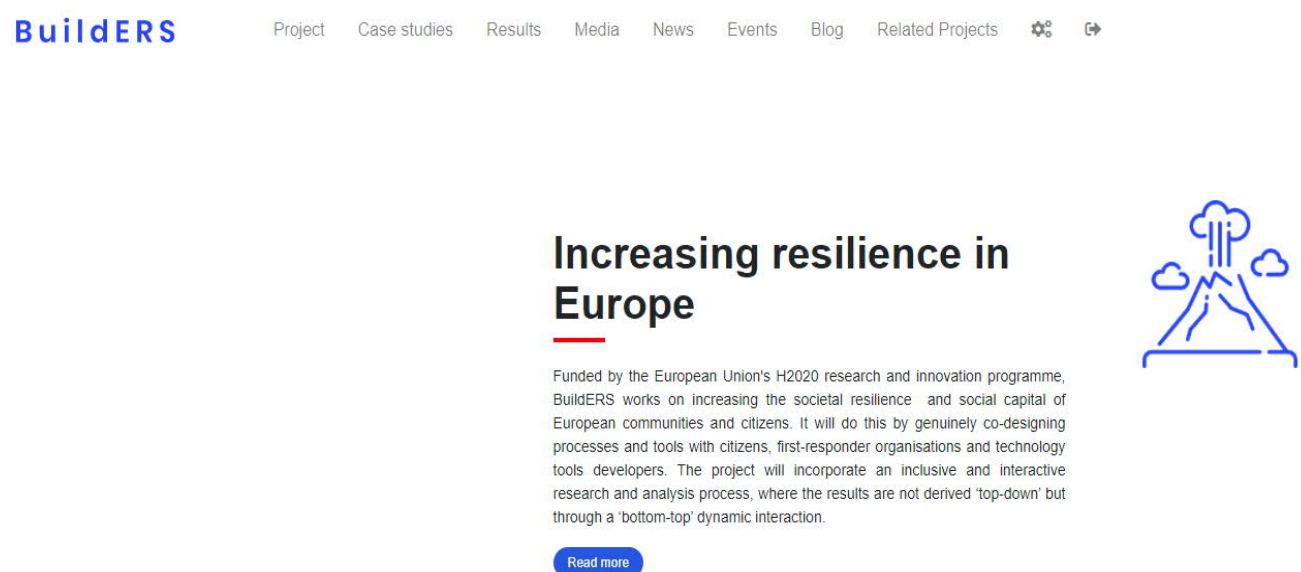 BuildERS
Project Case studies Results Media News Events Blog Related Projects
Increasing resilience in
Europe
Funded by the European Union's H2020 research and innovation programme,
BuildERS works on increasing the societal resilience and social capital of
European communities and citizens. It will do this by genuinely co-designing
processes and tools with citizens, first-responder organisations and technology
tools developers. The project will incorporate an inclusive and interactive
research and analysis process, where the results are not derived ‘top-down’ but
through a ‘bottom-top’ dynamic interaction.
Read more